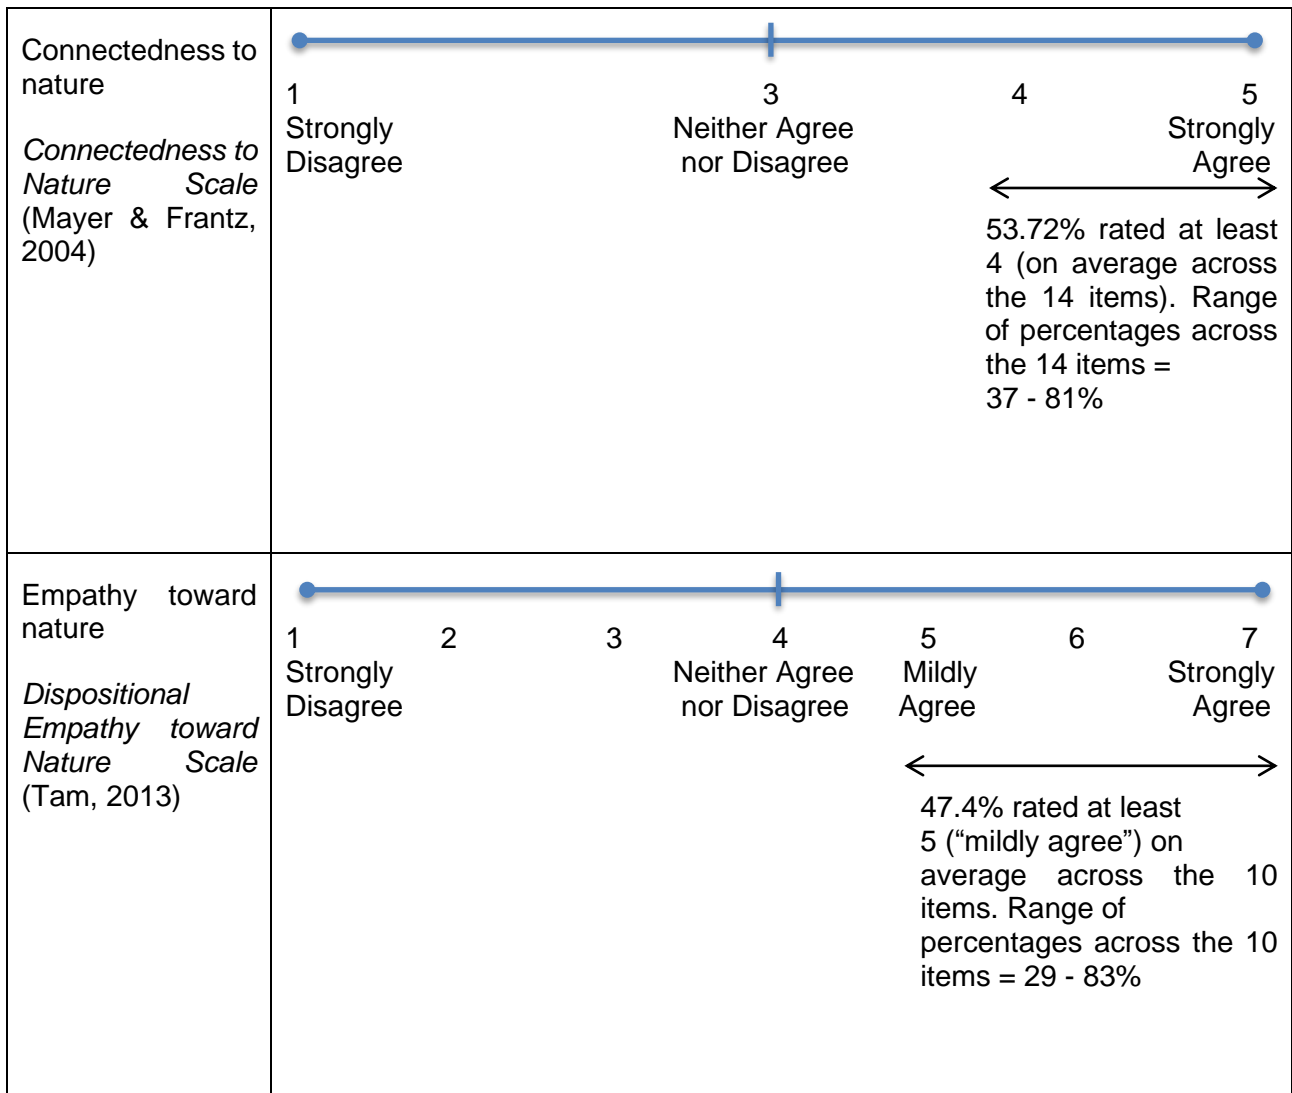 Connectedness to
nature
Connectedness to
Nature Scale
(Mayer & Frantz,
2004)
1 3 4 5
Strongly Neither Agree Strongly
Disagree nor Disagree Agree
53.72% rated at least
4 (on average across
the 14 items). Range
of percentages across
the 14 items =
37 - 81%
Empathy toward
nature
Dispositional
Empathy toward
Nature Scale
(Tam, 2013)
1 2 3 4 5 6 7
Strongly Neither Agree Mildly Strongly
Disagree nor Disagree Agree Agree
47.4% rated at least
5 (“mildly agree”) on
average across the 10
items. Range of
percentages across the 10
items = 29 - 83%